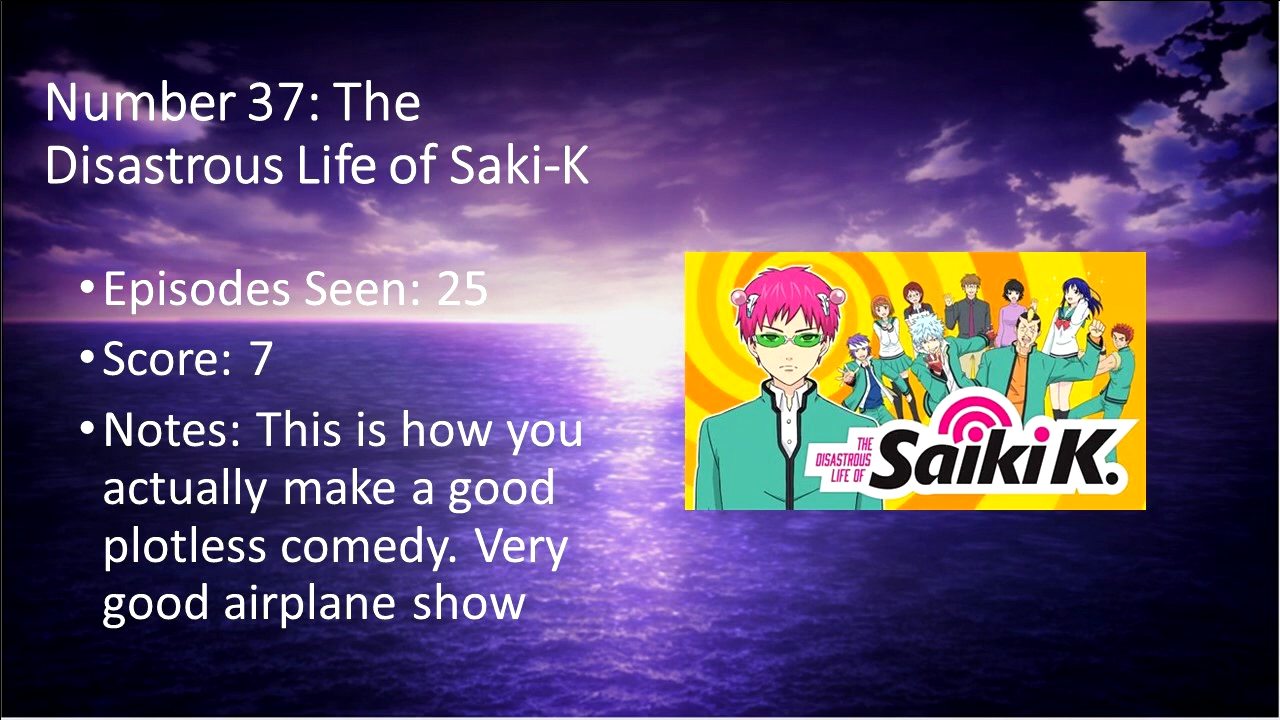 Number 37: The
Disastrous Life of Saki-K
•Episodes Seen: 25
•Score: 7
•Notes: This is how you
actually make a good
plotless comedy. Very
good airplane show
THE
DISASTROUS
LIFE OF
Saiki K.